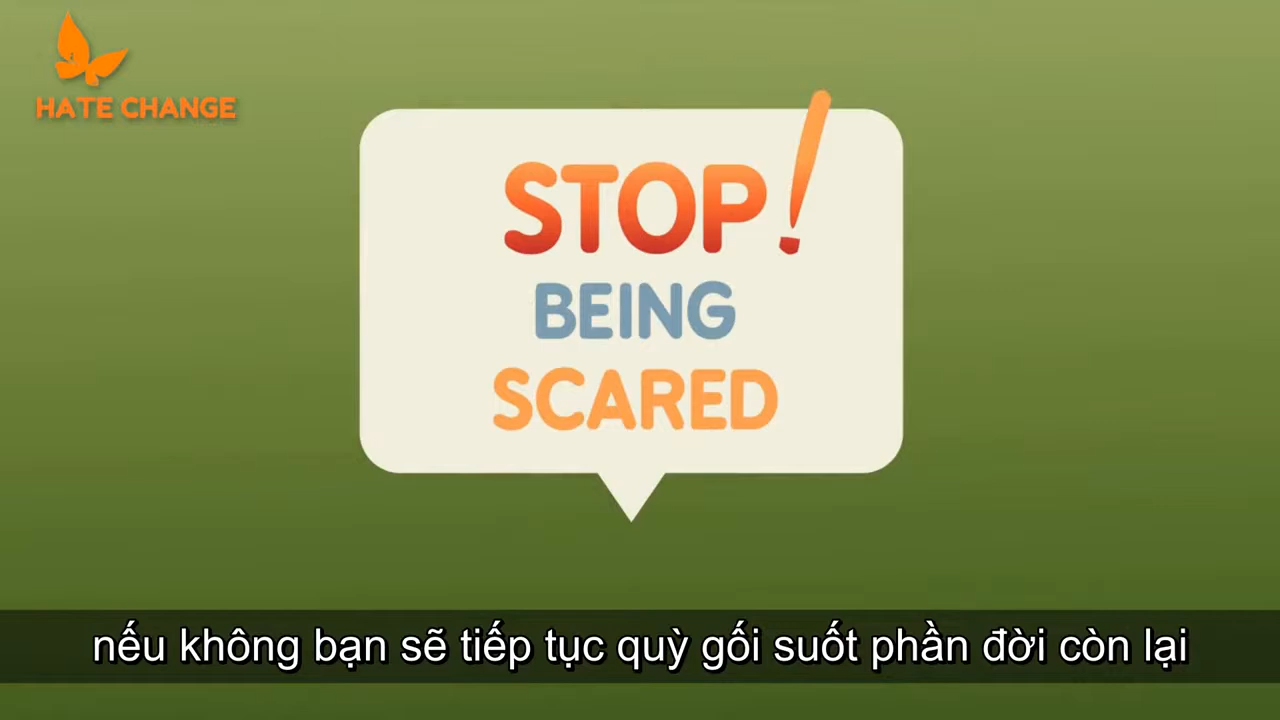 HATE CHANGE
STOP!
BEING
SCARED
nếu không bạn sẽ tiếp tục quỳ gối suốt phần đời còn lại